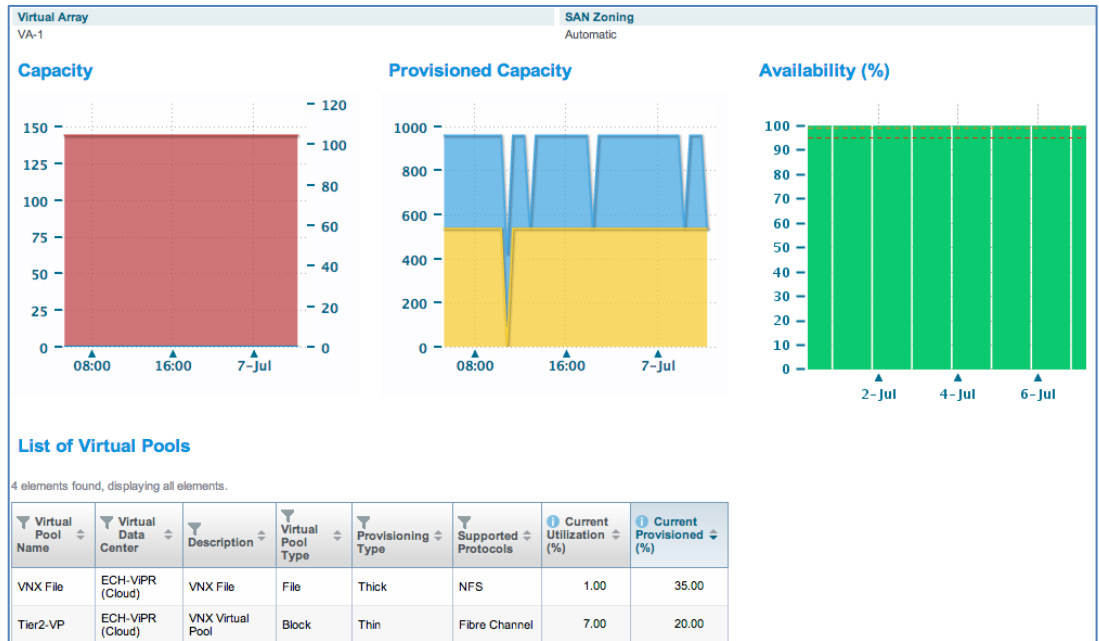 Virtual Array SAN Zoning
VA-1 Automatic
Capacity Provisioned Capacity Availability (%)
150
125
100
75
50
25
0
120
100
80
60
40
20
0
08:00 16:00 7-Jul
1000
800
600
400
200
0
08:00 16:00 7-Jul
100
90
80
70
60
50
40
30
20
10
0
2-Jul 4-Jul 6-Jul
List of Virtual Pools
4 elements found, displaying all elements.
Virtual Pool Name
Virtual Data Center
Description
Virtual Pool Type
Provisioning Type
Supported Protocols
Current Utilization (%)
Current Provisioned (%)
VNX File ECH-ViPR (Cloud) VNX File File Thick NFS 1.00 35.00
Tier2-VP ECH-ViPR (Cloud) VNX Virtual Pool Block Thin Fibre Channel 7.00 20.00